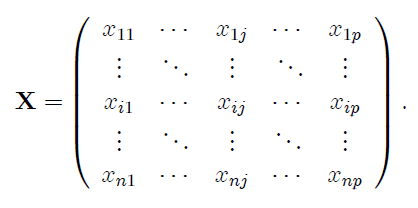 x11 ⋯ x1j ⋯ x1p
⋮ ⋱ ⋮ ⋱ ⋮
X = ( xi1 ⋯ xij ⋯ xip ) .
⋮ ⋱ ⋮ ⋱ ⋮
xn1 ⋯ xnj ⋯ xnp